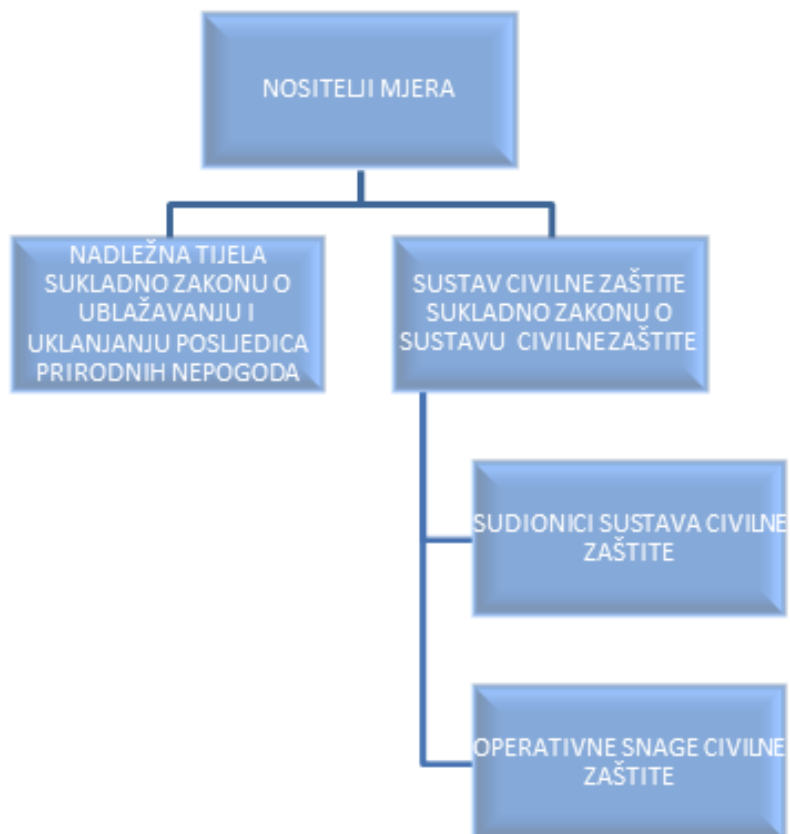 NOSITELJI MJERA
NADLEŽNA TIJELA
SUKLADNO ZAKONU O
UBLAŽAVANJU I
UKLANJANJU POSLJEDICA
PRIRODNIH NEPOGODA
SUSTAV CIVILNE ZAŠTITE
SUKLADNO ZAKONU O
SUSTAVU CIVILNE ZAŠTITE
SUDIONICI SUSTAVA CIVILNE
ZAŠTITE
OPERATIVNE SNAGE CIVILNE
ZAŠTITE